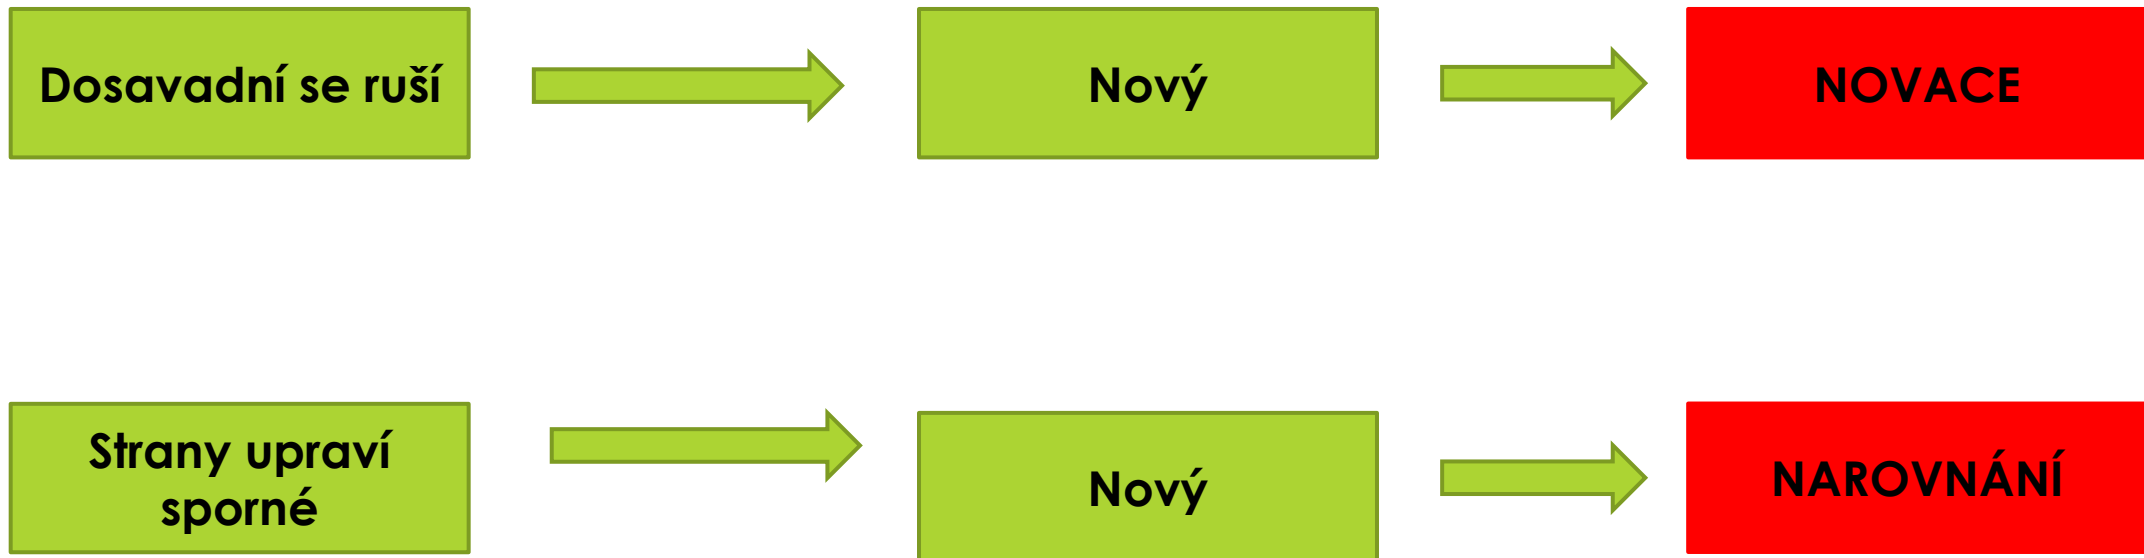 Dosavadní se ruší
Nový
NOVACE
Strany upraví
sporné
Nový
NAROVNÁNÍ